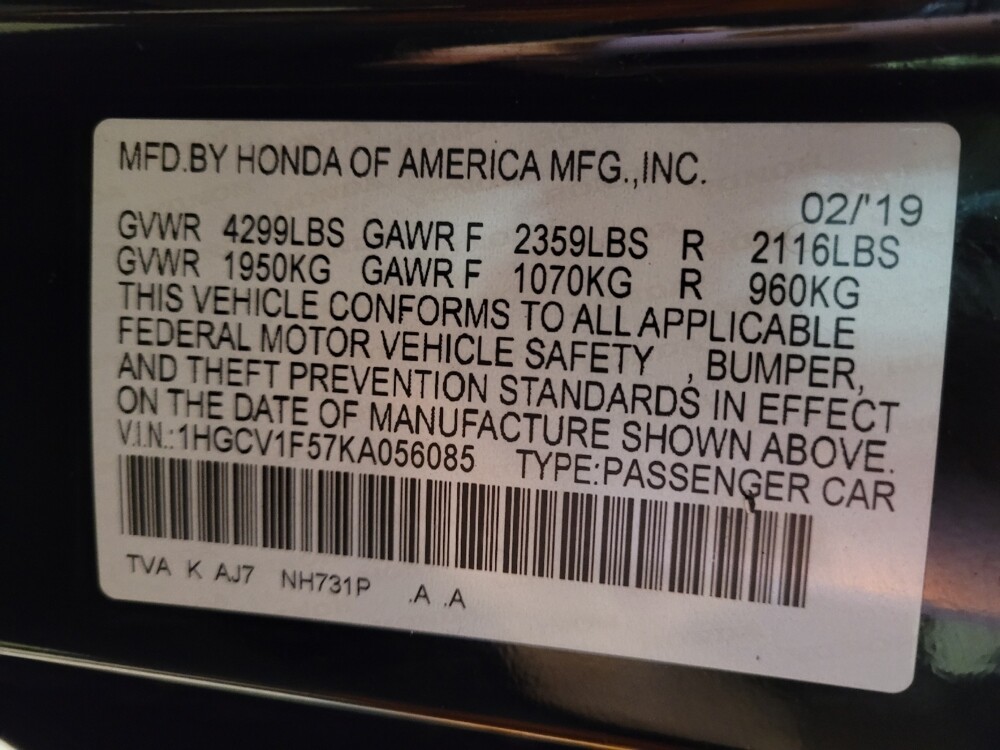 MFD.BY HONDA OF AMERICA MFG.,INC.
02/'19
GVWR 4299LBS GAWR F 2359LBS R 2116LBS
GVWR 1950KG GAWR F 1070KG R 960KG
THIS VEHICLE CONFORMS TO ALL APPLICABLE
FEDERAL MOTOR VEHICLE SAFETY , BUMPER,
AND THEFT PREVENTION STANDARDS IN EFFECT
ON THE DATE OF MANUFACTURE SHOWN ABOVE.
V.I.N.:1HGCV1F57KA056085 TYPE:PASSENGER CAR
TVA K AJ7 NH731P .A .A